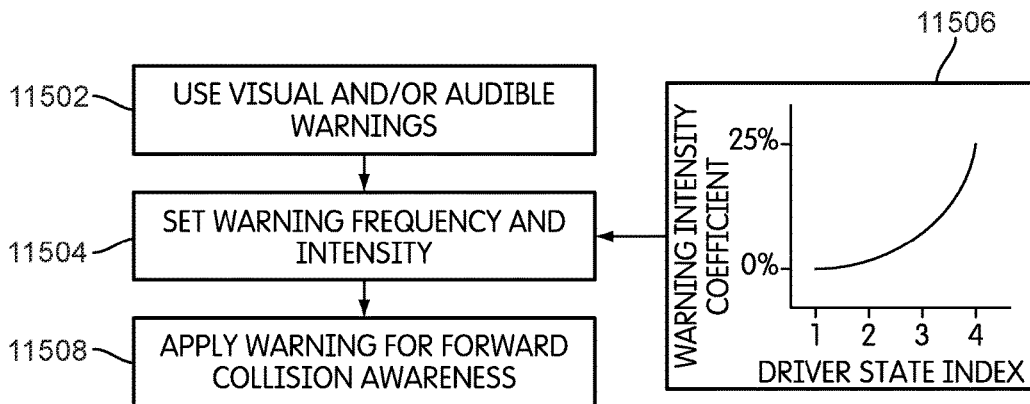 11506
11502
USE VISUAL AND/OR AUDIBLE
WARNINGS
11504
SET WARNING FREQUENCY AND
INTENSITY
11508
APPLY WARNING FOR FORWARD
COLLISION AWARENESS
WARNING INTENSITY
COEFFICIENT
25%
0%
1 2 3 4
DRIVER STATE INDEX